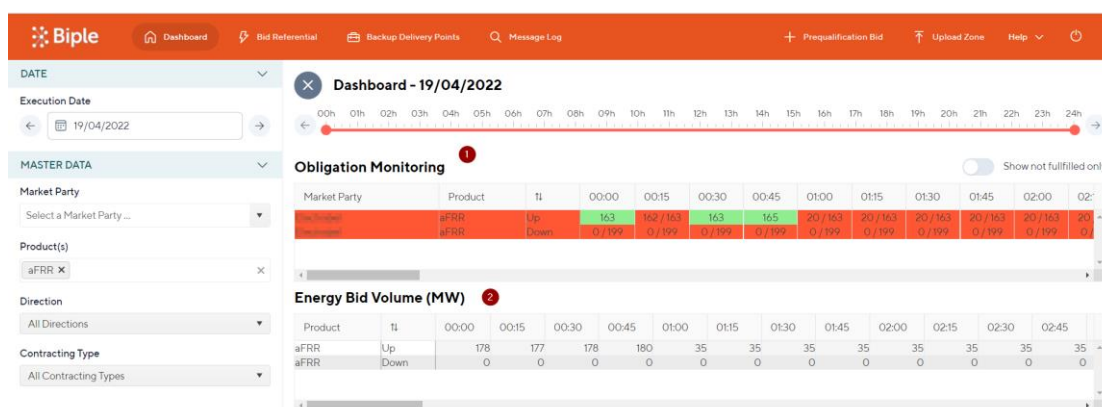 Biple
Dashboard
Bid Referential
Backup Delivery Points
Message Log
Prequalification Bid
Upload Zone
Help
DATE
Execution Date
19/04/2022
MASTER DATA
Market Party
Select a Market Party ...
Product(s)
aFRR ×
Direction
All Directions
Contracting Type
All Contracting Types
Dashboard - 19/04/2022
00h 01h 02h 03h 04h 05h 06h 07h 08h 09h 10h 11h 12h 13h 14h 15h 16h 17h 18h 19h 20h 21h 22h 23h 24h
1
Obligation Monitoring
Show not fullfilled onl
Market Party Product 00:00 00:15 00:30 00:45 01:00 01:15 01:30 01:45 02:00 02:
aFRR Up 163 162/163 163 165 20/163 20/163 20/163 20/163 20/163 20
aFRR Down 0/199 0/199 0/199 0/199 0/199 0/199 0/199 0/199 0/199 0/
Energy Bid Volume (MW) 2
Product 00:00 00:15 00:30 00:45 01:00 01:15 01:30 01:45 02:00 02:15 02:30 02:45
aFRR Up 178 177 178 180 35 35 35 35 35 35 35 35
aFRR Down 0 0 0 0 0 0 0 0 0 0 0 0